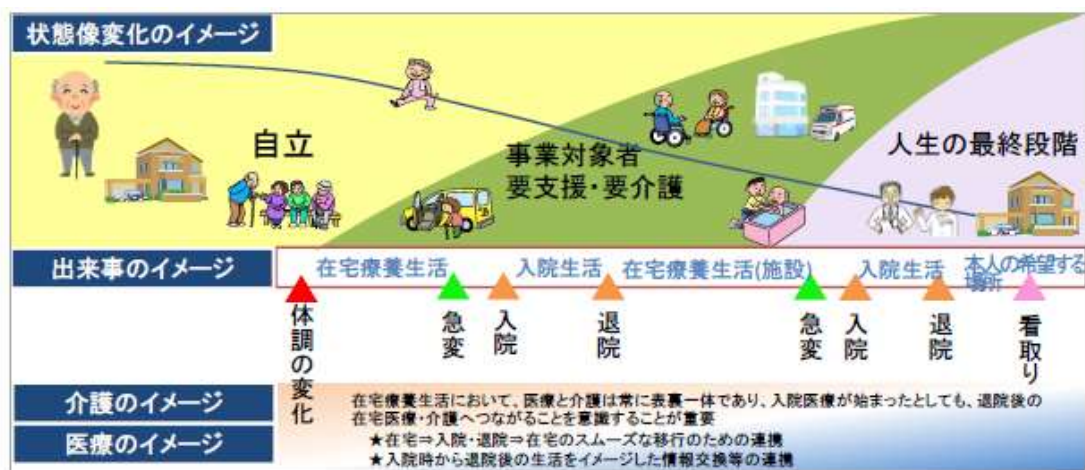 状態像変化のイメージ
自立
事業対象者
要支援・要介護
人生の最終段階
出来事のイメージ
在宅療養生活
入院生活
在宅療養生活(施設)
入院生活
本人の希望する
場所
体調の変化
急変
入院
退院
急変
入院
退院
看取り
介護のイメージ
医療のイメージ
在宅療養生活において、医療と介護は常に表裏一体であり、入院医療が始まったとしても、退院後の
在宅医療・介護へつながることを意識することが重要
★在宅⇒入院・退院⇒在宅のスムーズな移行のための連携
★入院時から退院後の生活をイメージした情報交換等の連携